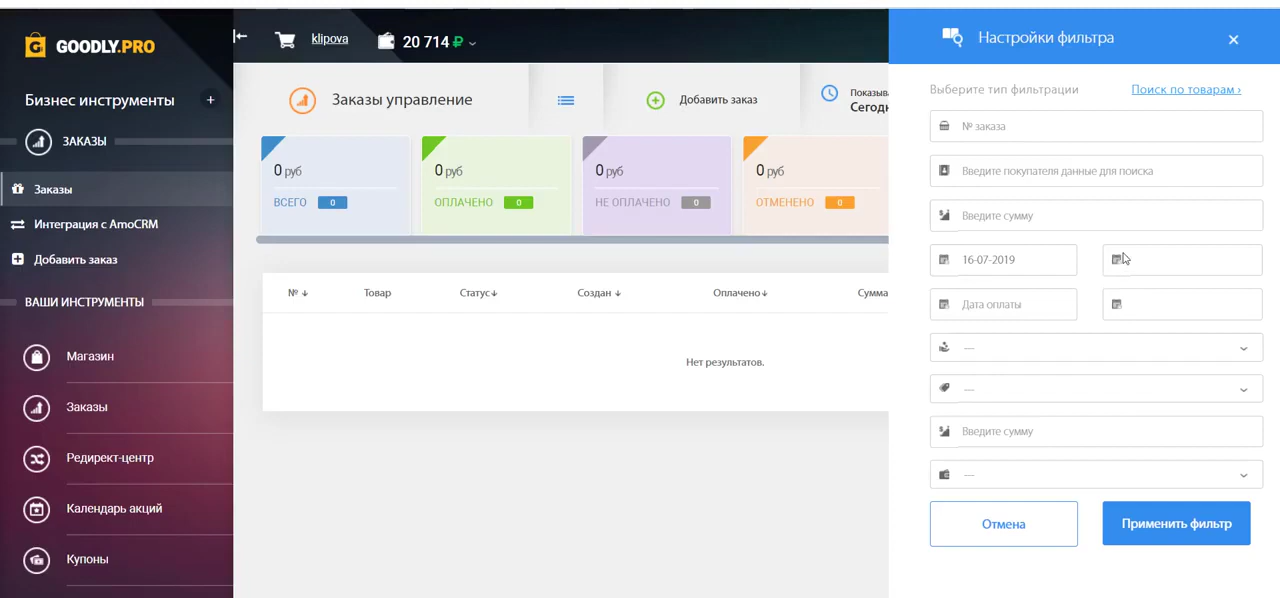 GOODLY.PRO
Бизнес инструменты +
ЗАКАЗЫ
Заказы
Интеграция с AmoCRM
Добавить заказ
ВАШИ ИНСТРУМЕНТЫ
Магазин
Заказы
Редирект-центр
Календарь акций
Купоны
klipova
20 714 ₽
Заказы управление
Добавить заказ
Показыва
Сегодн
0 руб
ВСЕГО 0
0 руб
ОПЛАЧЕНО 0
0 руб
НЕ ОПЛАЧЕНО 0
0 руб
ОТМЕНЕНО 0
№ ↓ Товар Статус↓ Создан ↓ Оплачено↓ Сумма
Нет результатов.
Настройки фильтра
Выберите тип фильтрации Поиск по товарам ›
№ заказа
Введите покупателя данные для поиска
Введите сумму
16-07-2019
Дата оплаты
—
—
Введите сумму
—
Отмена Применить фильтр